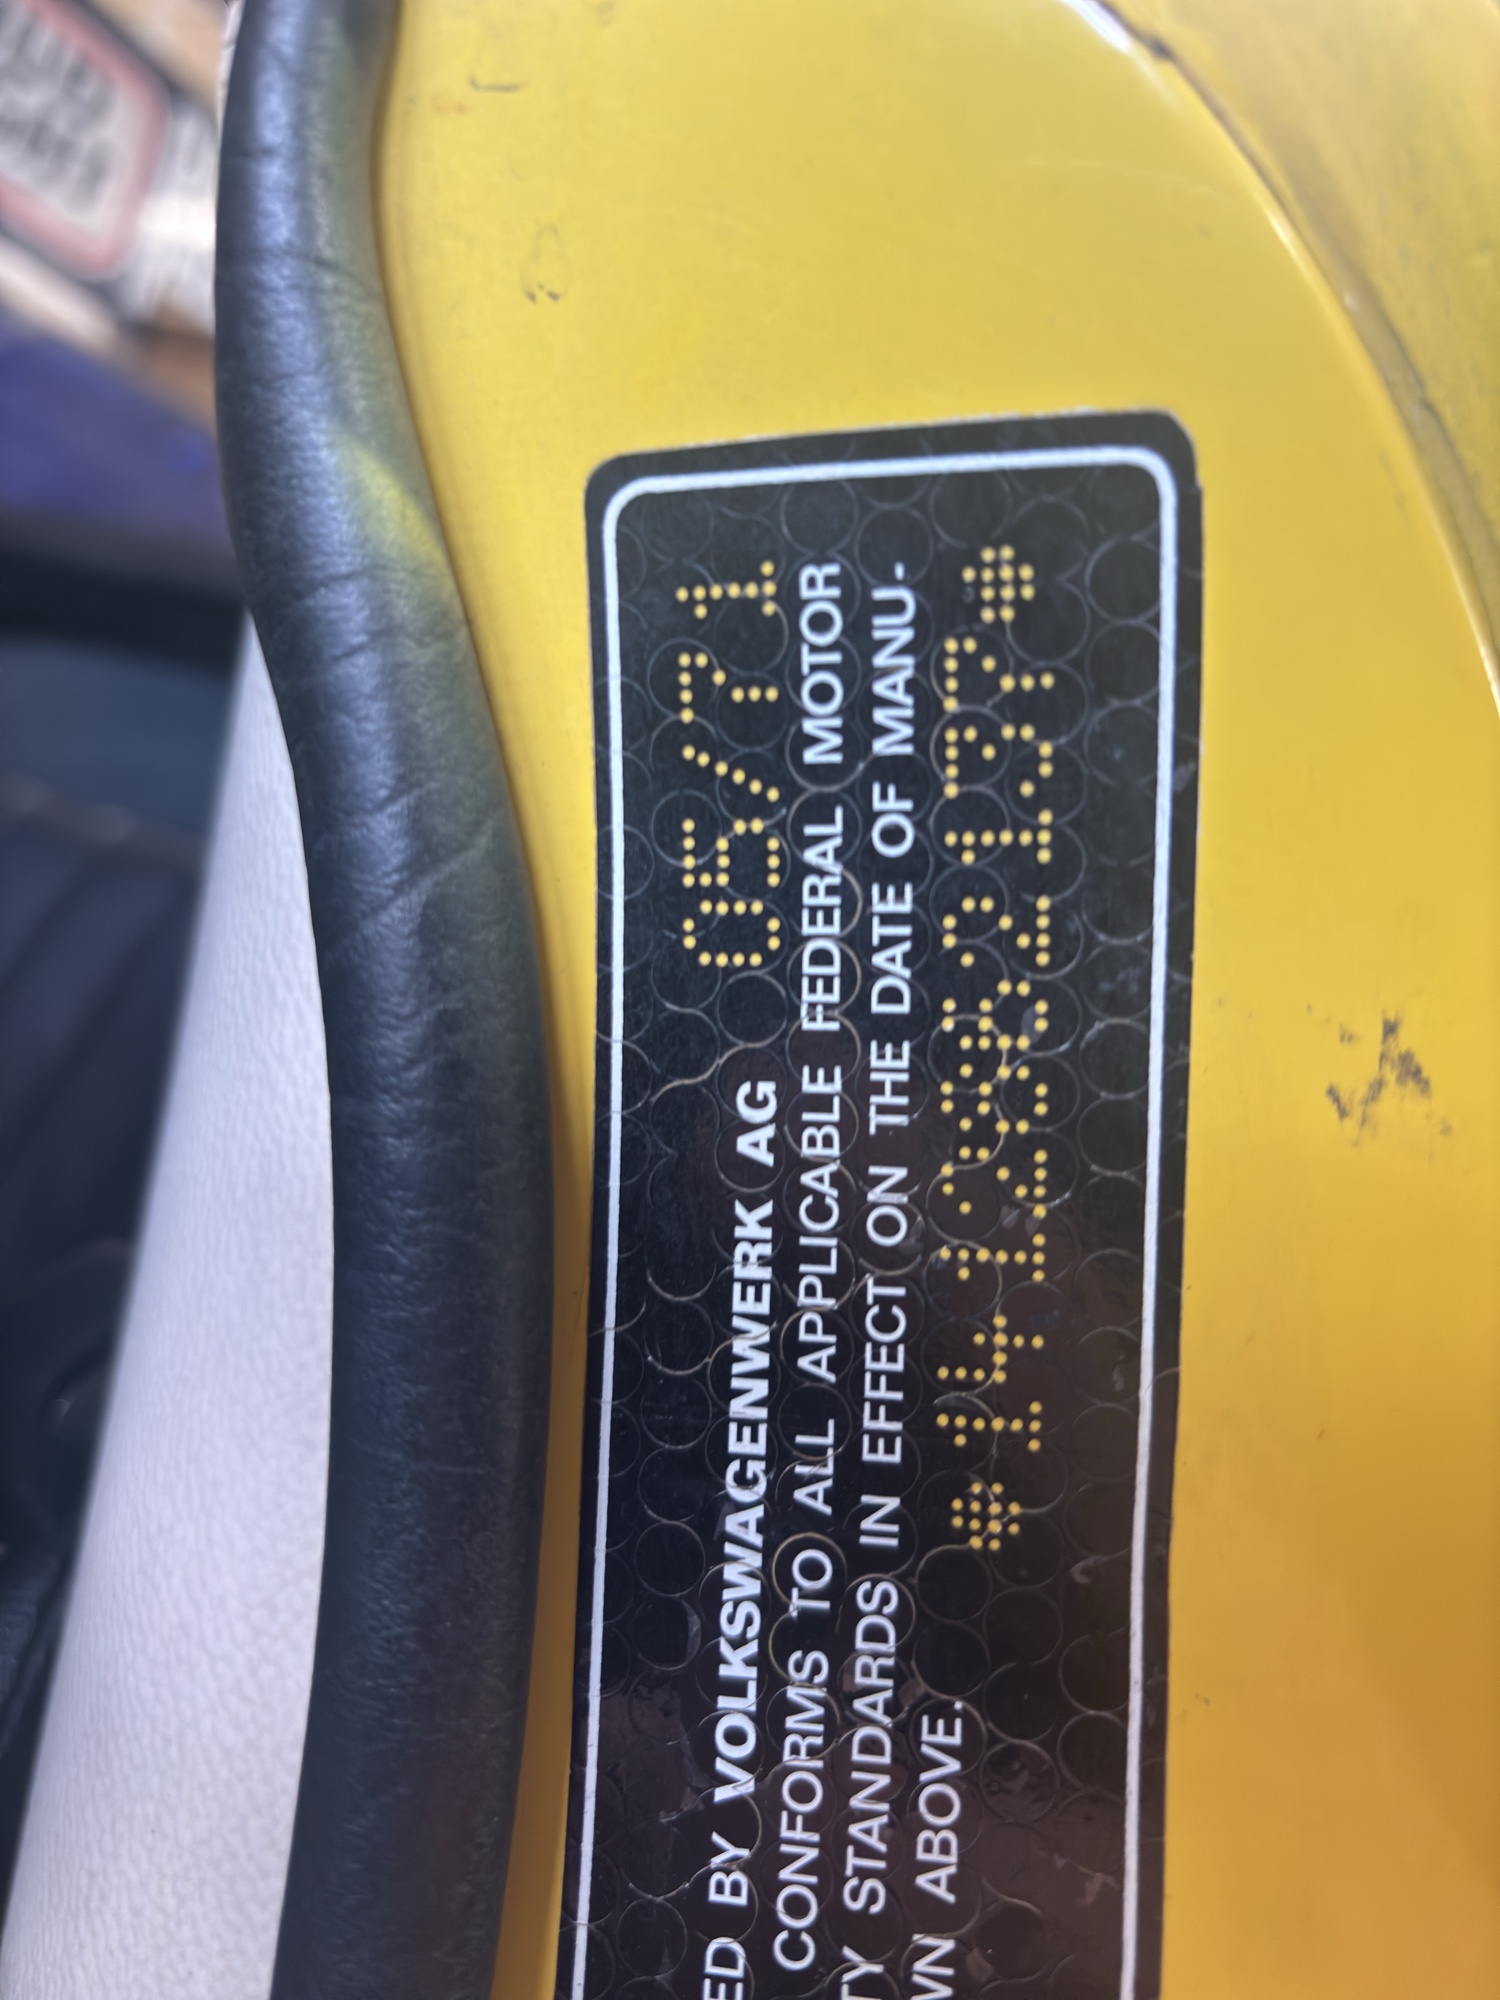 ED BY VOLKSWAGENWERK AG 05/71
CONFORMS TO ALL APPLICABLE FEDERAL MOTOR
TY STANDARDS IN EFFECT ON THE DATE OF MANU-
WN ABOVE. *1412882137*